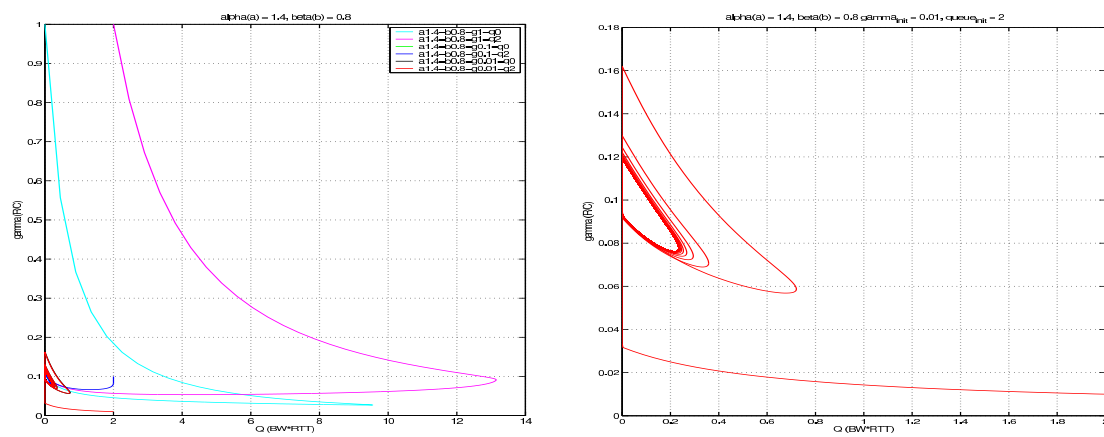 alpha(a) = 1.4, beta(b) = 0.8
1
0.9
0.8
0.7
0.6
0.5
0.4
0.3
0.2
0.1
0
gamma(R/C)
a1.4-b0.8-g1-q0
a1.4-b0.8-g1-q2
a1.4-b0.8-g0.1-q0
a1.4-b0.8-g0.1-q2
a1.4-b0.8-g0.01-q0
a1.4-b0.8-g0.01-q2
0 2 4 6 8 10 12 14
Q (BW*RTT)
alpha(a) = 1.4, beta(b) = 0.8 gamma_init = 0.01, queue_init = 2
0.18
0.16
0.14
0.12
0.1
0.08
0.06
0.04
0.02
0
gamma(R/C)
0 0.2 0.4 0.6 0.8 1 1.2 1.4 1.6 1.8 2
Q (BW*RTT)